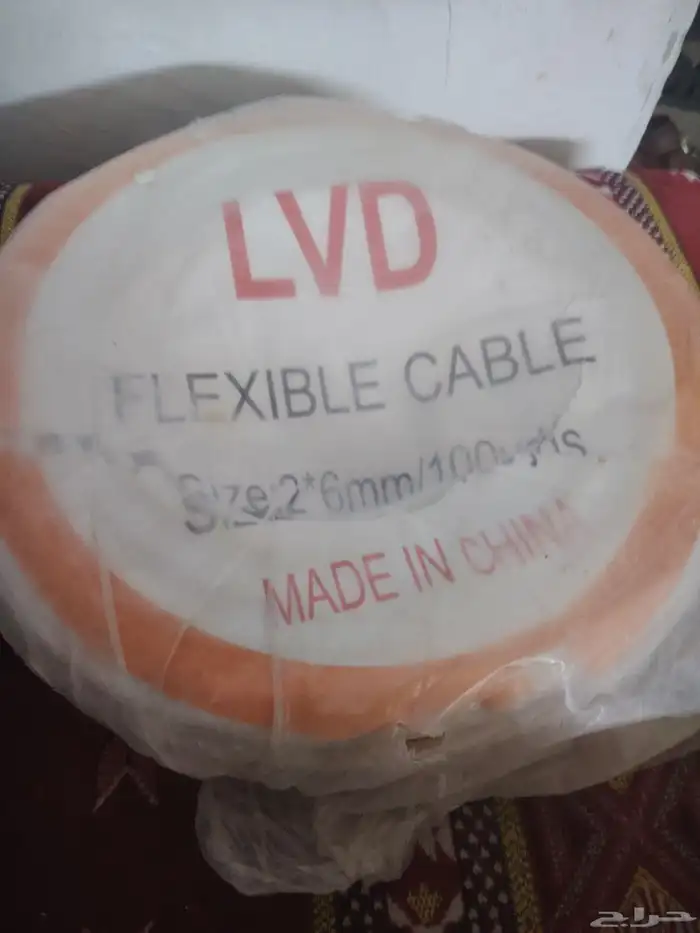 LVD
FLEXIBLE CABLE
Size:2*6mm/100
MADE IN CHINA
حراج